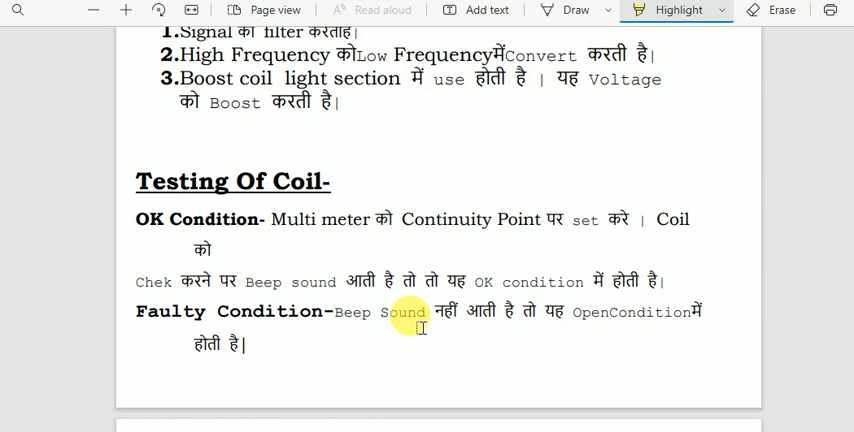 Page view
Read aloud
Add text
Draw
Highlight
Erase
1.Signal को filter करताह|
2.High Frequency कोLow FrequencyमेंConvert करती है|
3.Boost coil light section में use होती है | यह Voltage
को Boost करती है|
Testing Of Coil-
OK Condition- Multi meter को Continuity Point पर set करे | Coil
को
Chek करने पर Beep sound आती है तो तो यह OK condition में होती है|
Faulty Condition-Beep Sound नहीं आती है तो यह OpenConditionमें
होती है|